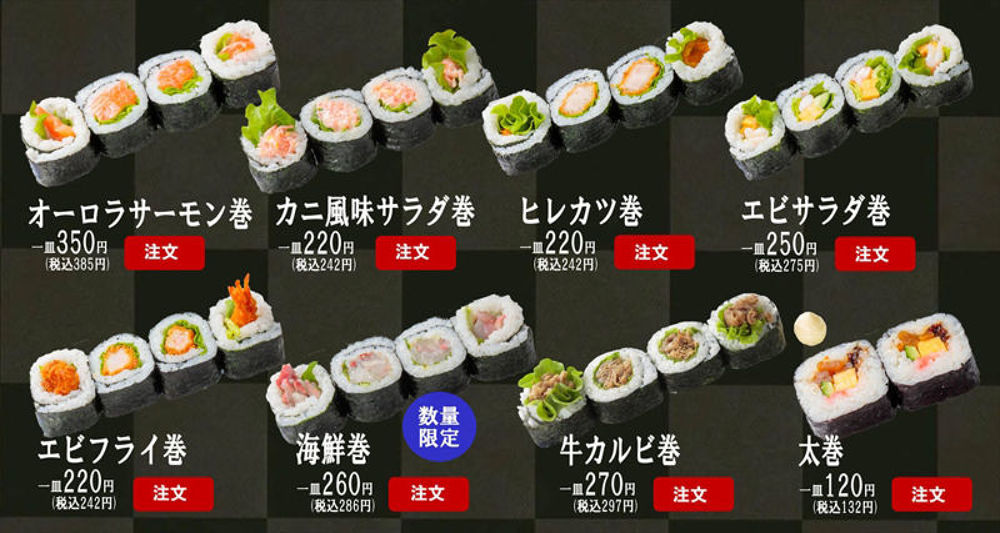 オーロラサーモン巻
一皿350円
(税込385円)
注文
カニ風味サラダ巻
一皿220円
(税込242円)
注文
ヒレカツ巻
一皿220円
(税込242円)
注文
エビサラダ巻
一皿250円
(税込275円)
注文
エビフライ巻
一皿220円
(税込242円)
注文
数量
限定
海鮮巻
一皿260円
(税込286円)
注文
牛カルビ巻
一皿270円
(税込297円)
注文
太巻
一皿120円
(税込132円)
注文